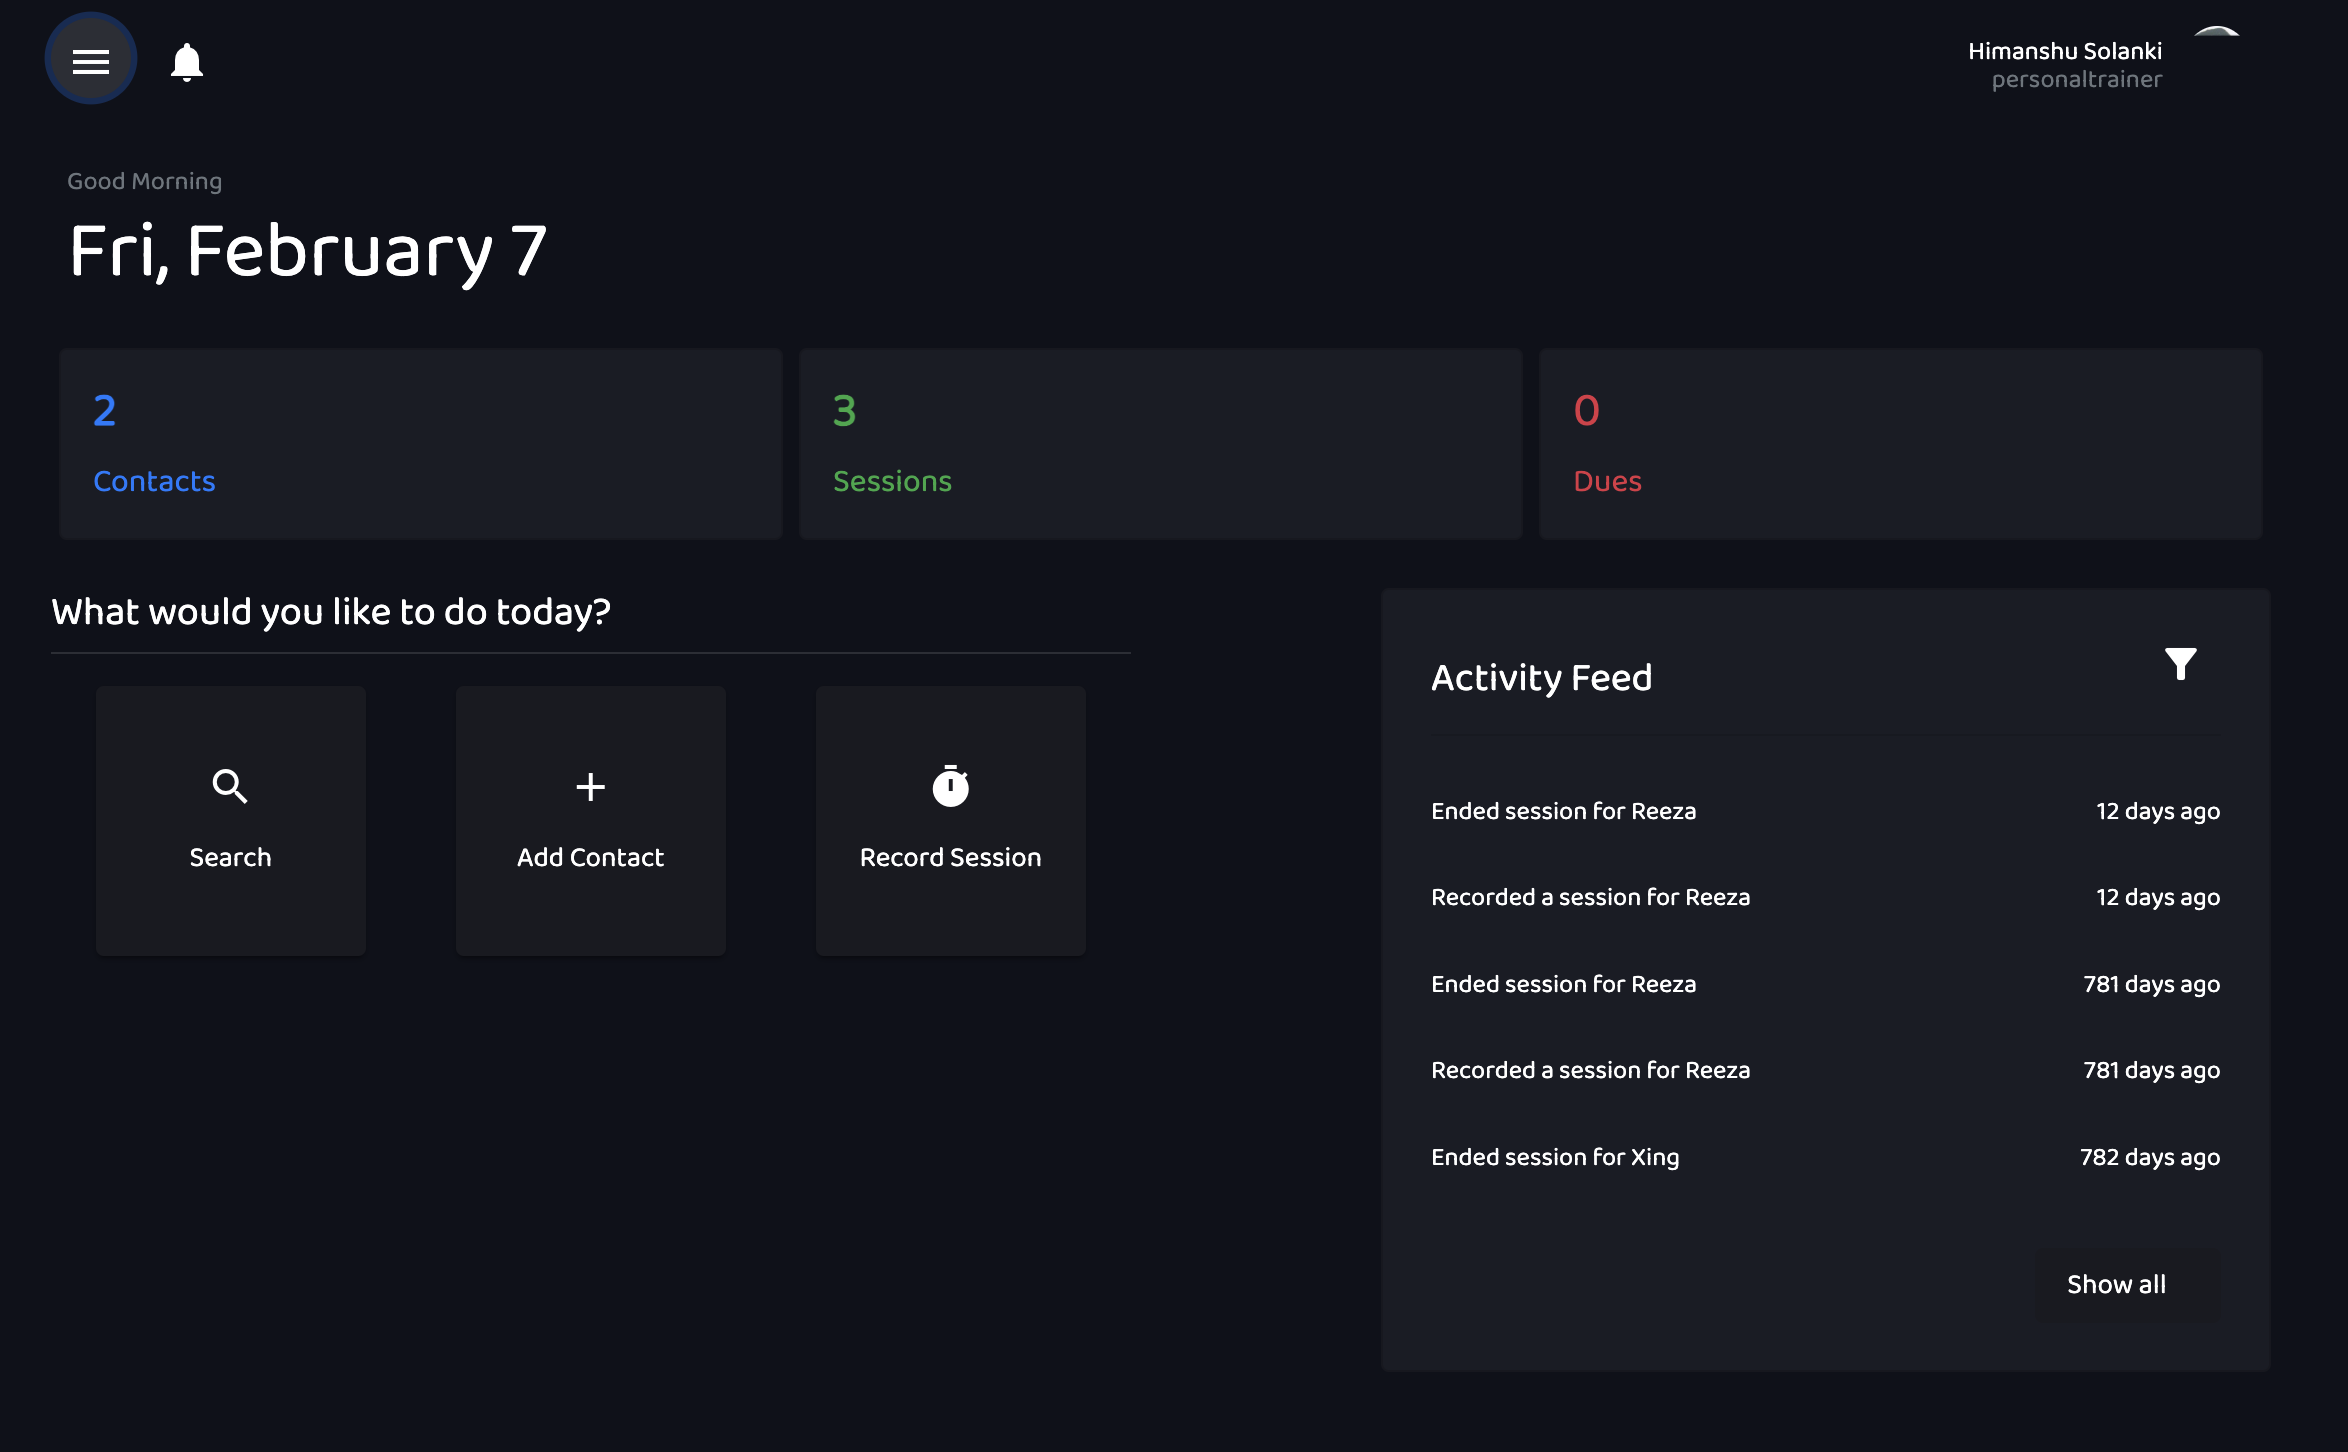 Himanshu Solanki
personaltrainer
Good Morning
Fri, February 7
2
Contacts
3
Sessions
0
Dues
What would you like to do today?
Search
Add Contact
Record Session
Activity Feed
Ended session for Reeza 12 days ago
Recorded a session for Reeza 12 days ago
Ended session for Reeza 781 days ago
Recorded a session for Reeza 781 days ago
Ended session for Xing 782 days ago
Show all